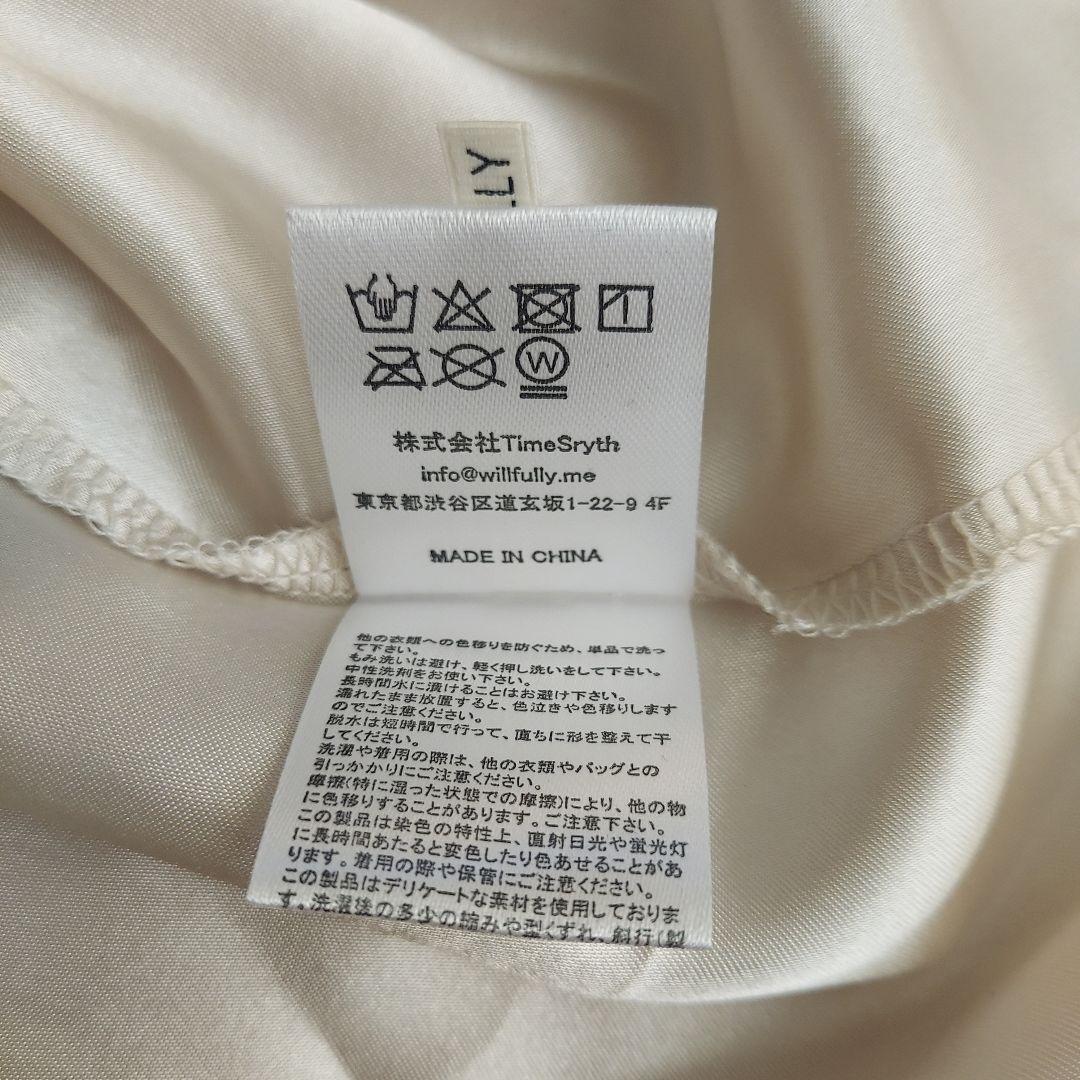 LLY
W
株式会社TimeSryth
info@willfully.me
東京都渋谷区道玄坂1-22-9 4F
MADE IN CHINA
他の衣類への色移りを防ぐため、単品で洗っ
て下さい。
もみ洗いは避け、軽く押し洗いをして下さい。
中性洗剤をお使い下さい。
長時間水に漬けることはお避け下さい。
濡れたまま放置すると、色泣きや色移りします
のでご注意ください。
脱水は短時間で行って、直ちに形を整えて干
してください。
洗濯や着用の際は、他の衣類やバッグとの
引っかかりにご注意ください。
摩擦(特に湿った状態での摩擦)により、他の物
に色移りすることがあります。ご注意下さい。
この製品は染色の特性上、直射日光や蛍光灯
に長時間あたると変色したり色あせることがあ
ります。着用の際や保管にご注意ください。
この製品はデリケートな素材を使用しておりま
す。洗濯後の多少の縮みや型くずれ、斜行(製